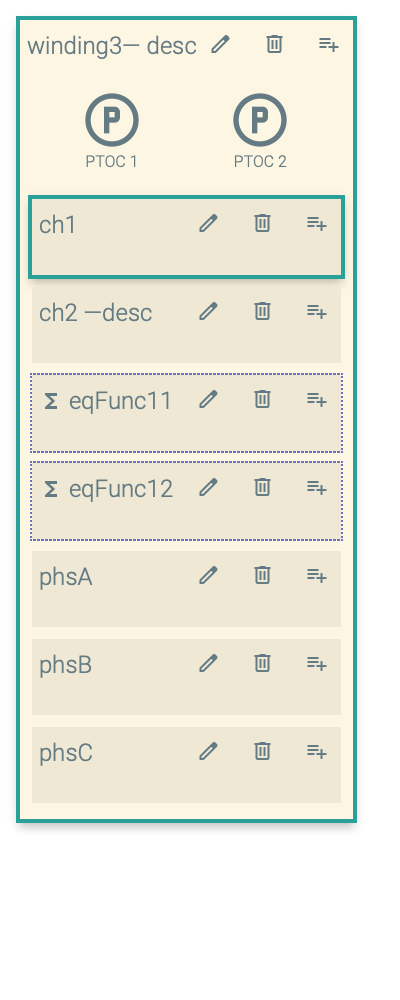 winding3— desc
P P
PTOC 1 PTOC 2
ch1
ch2 —desc
Σ eqFunc11
Σ eqFunc12
phsA
phsB
phsC